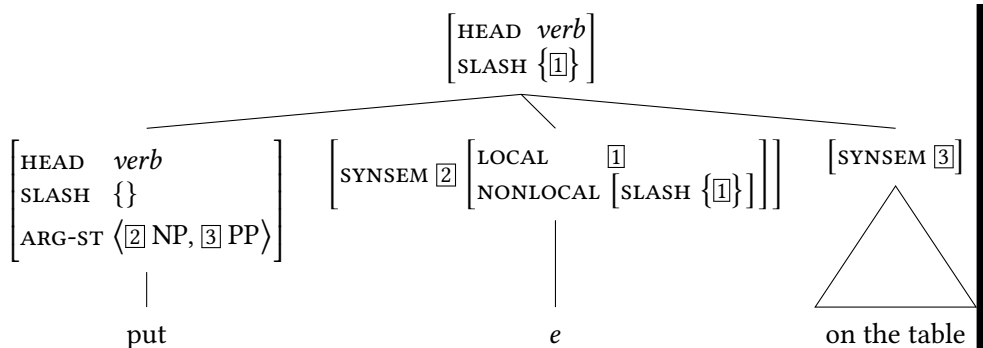 [HEAD verb
SLASH {1}]
[HEAD verb
SLASH {}
ARG-ST ⟨2 NP, 3 PP⟩]
[SYNSEM 2 [LOCAL 1
NONLOCAL [SLASH {1}]]]
[SYNSEM 3]
put
e
on the table